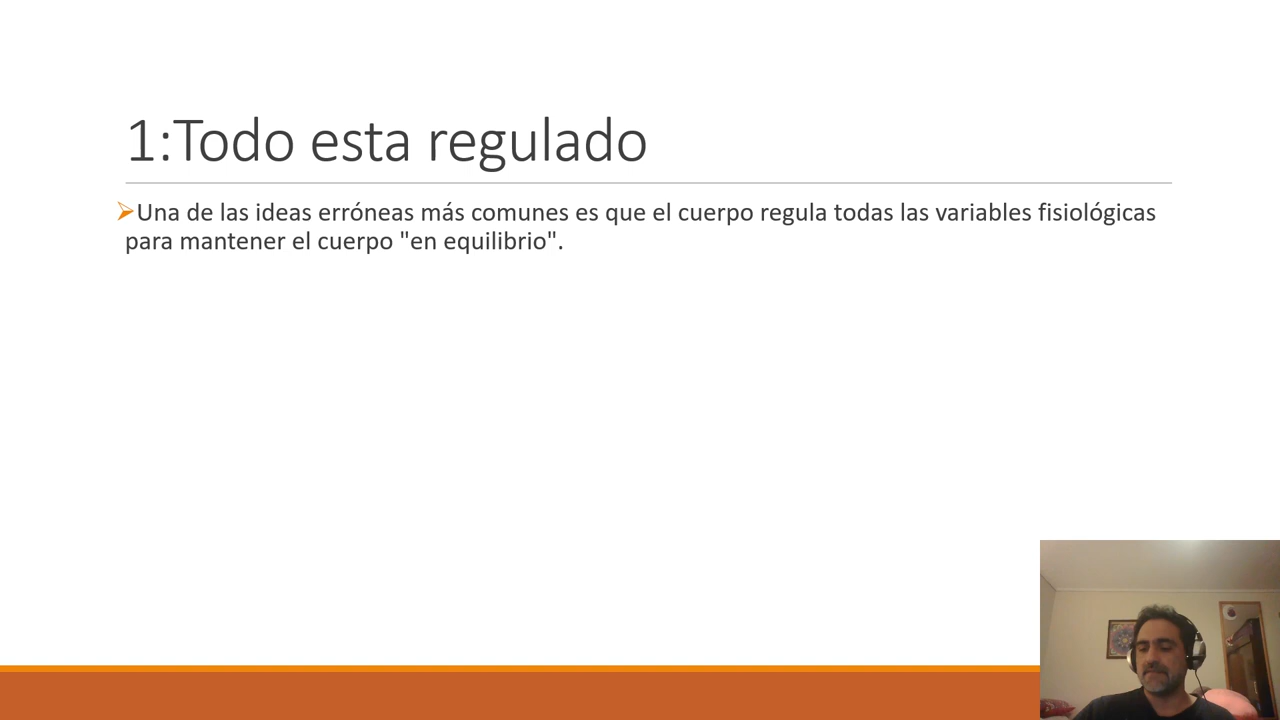 1:Todo esta regulado
Una de las ideas erróneas más comunes es que el cuerpo regula todas las variables fisiológicas
para mantener el cuerpo "en equilibrio".